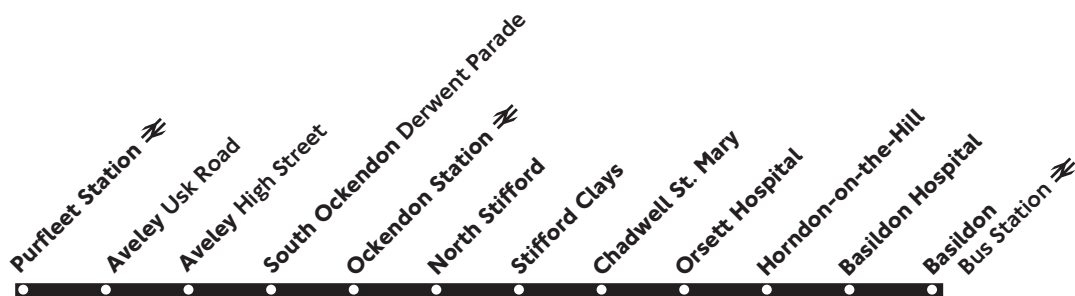 Purfleet Station
Aveley Usk Road
Aveley High Street
South Ockendon Derwent Parade
Ockendon Station
North Stifford
Stifford Clays
Chadwell St. Mary
Orsett Hospital
Horndon-on-the-Hill
Basildon Hospital
Basildon
Bus Station